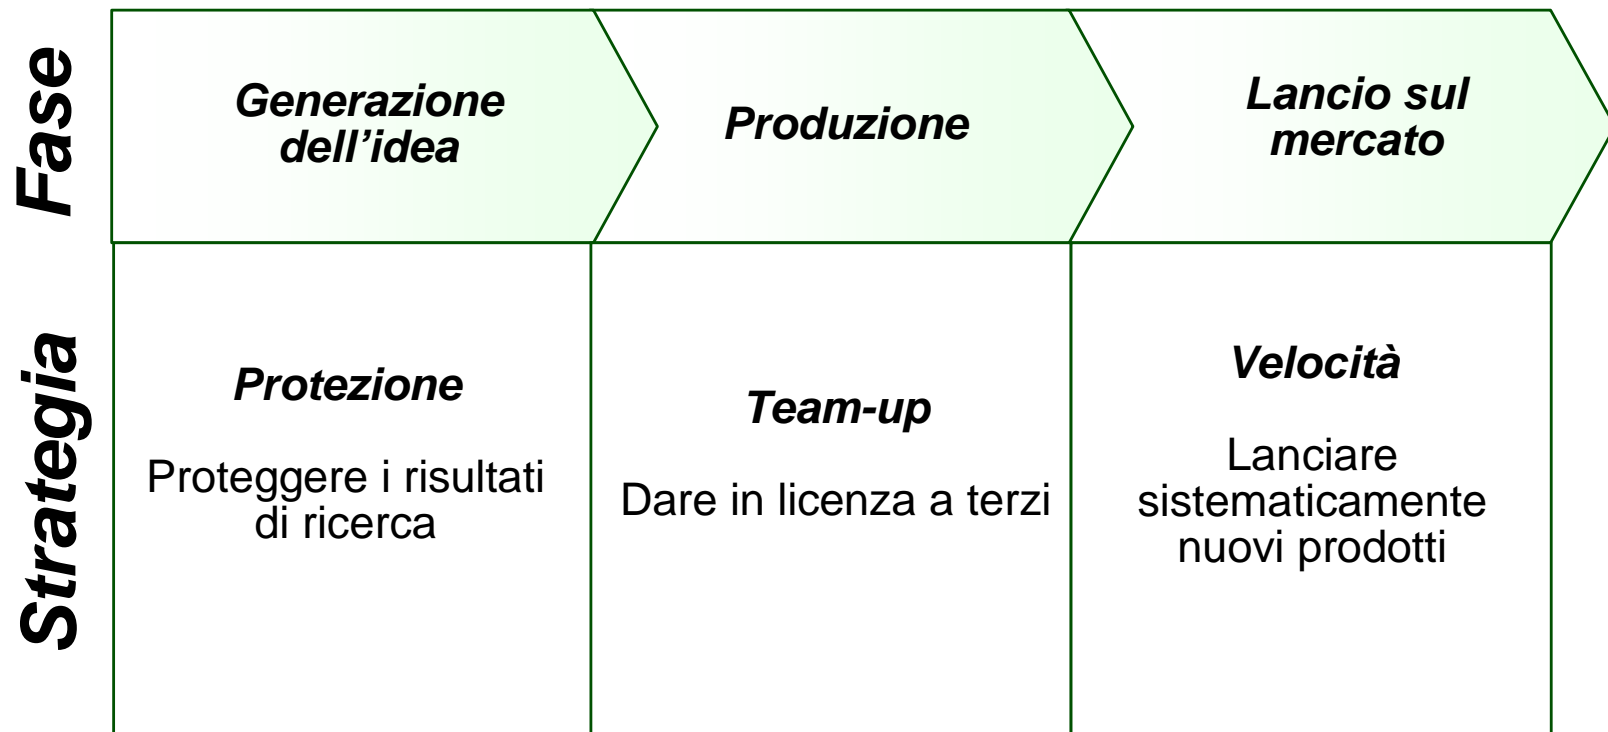 Fase
Generazione
dell’idea
Produzione
Lancio sul
mercato
Strategia
Protezione
Proteggere i risultati
di ricerca
Team-up
Dare in licenza a terzi
Velocità
Lanciare
sistematicamente
nuovi prodotti